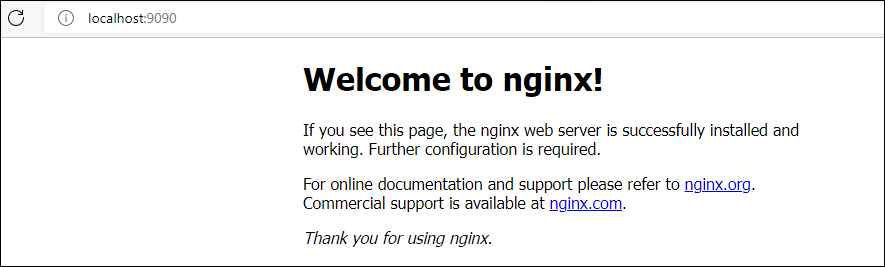 localhost:9090
Welcome to nginx!
If you see this page, the nginx web server is successfully installed and
working. Further configuration is required.
For online documentation and support please refer to nginx.org.
Commercial support is available at nginx.com.
Thank you for using nginx.